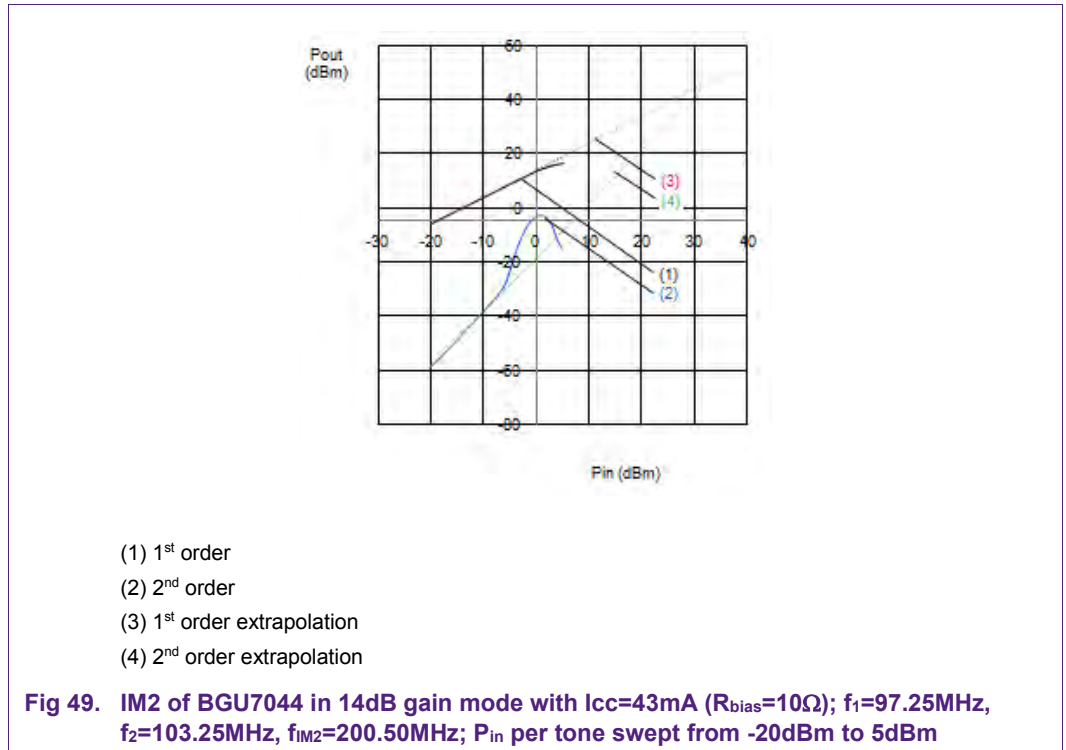 Pout
(dBm)
60
40
20
0
-30 -20 -10 0 10 20 30 40
-20
-40
-60
-80
(3)
(4)
(1)
(2)
Pin (dBm)
(1) 1st order
(2) 2nd order
(3) 1st order extrapolation
(4) 2nd order extrapolation
Fig 49. IM2 of BGU7044 in 14dB gain mode with Icc=43mA (Rbias=10Ω); f1=97.25MHz,
f2=103.25MHz, fIM2=200.50MHz; Pin per tone swept from -20dBm to 5dBm